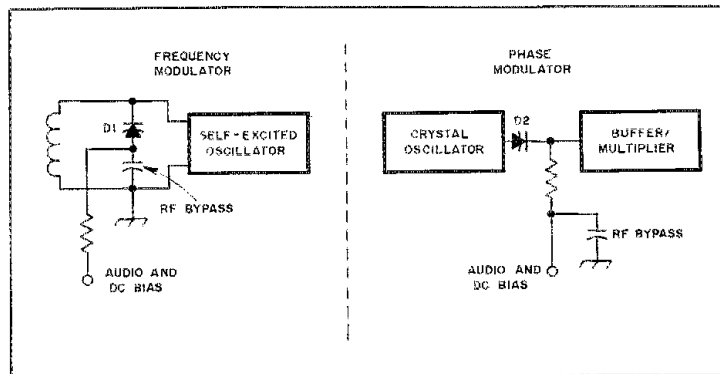 FREQUENCY
MODULATOR
D1
SELF-EXCITED
OSCILLATOR
RF BYPASS
AUDIO AND
DC BIAS
PHASE
MODULATOR
CRYSTAL
OSCILLATOR
D2
BUFFER/
MULTIPLIER
RF BYPASS
AUDIO AND
DC BIAS